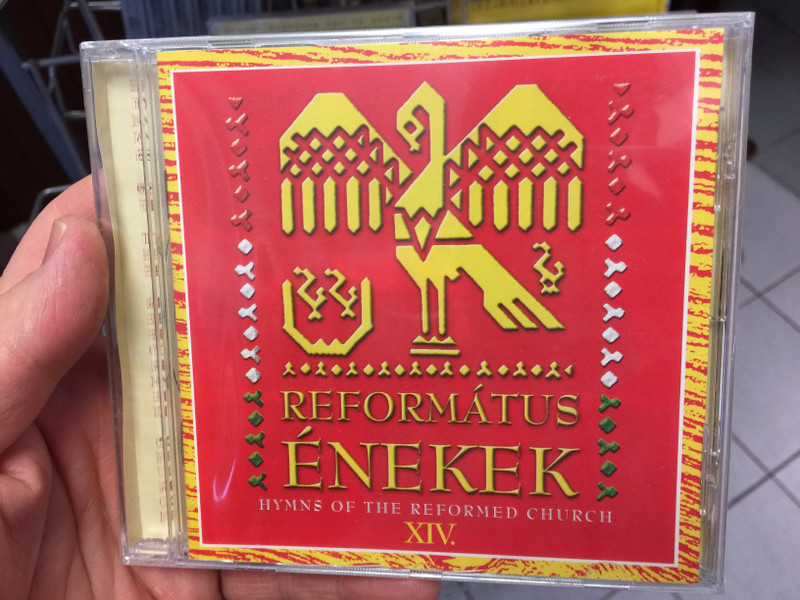 REFORMÁTUS
ÉNEKEK
HYMNS OF THE REFORMED CHURCH
XIV.